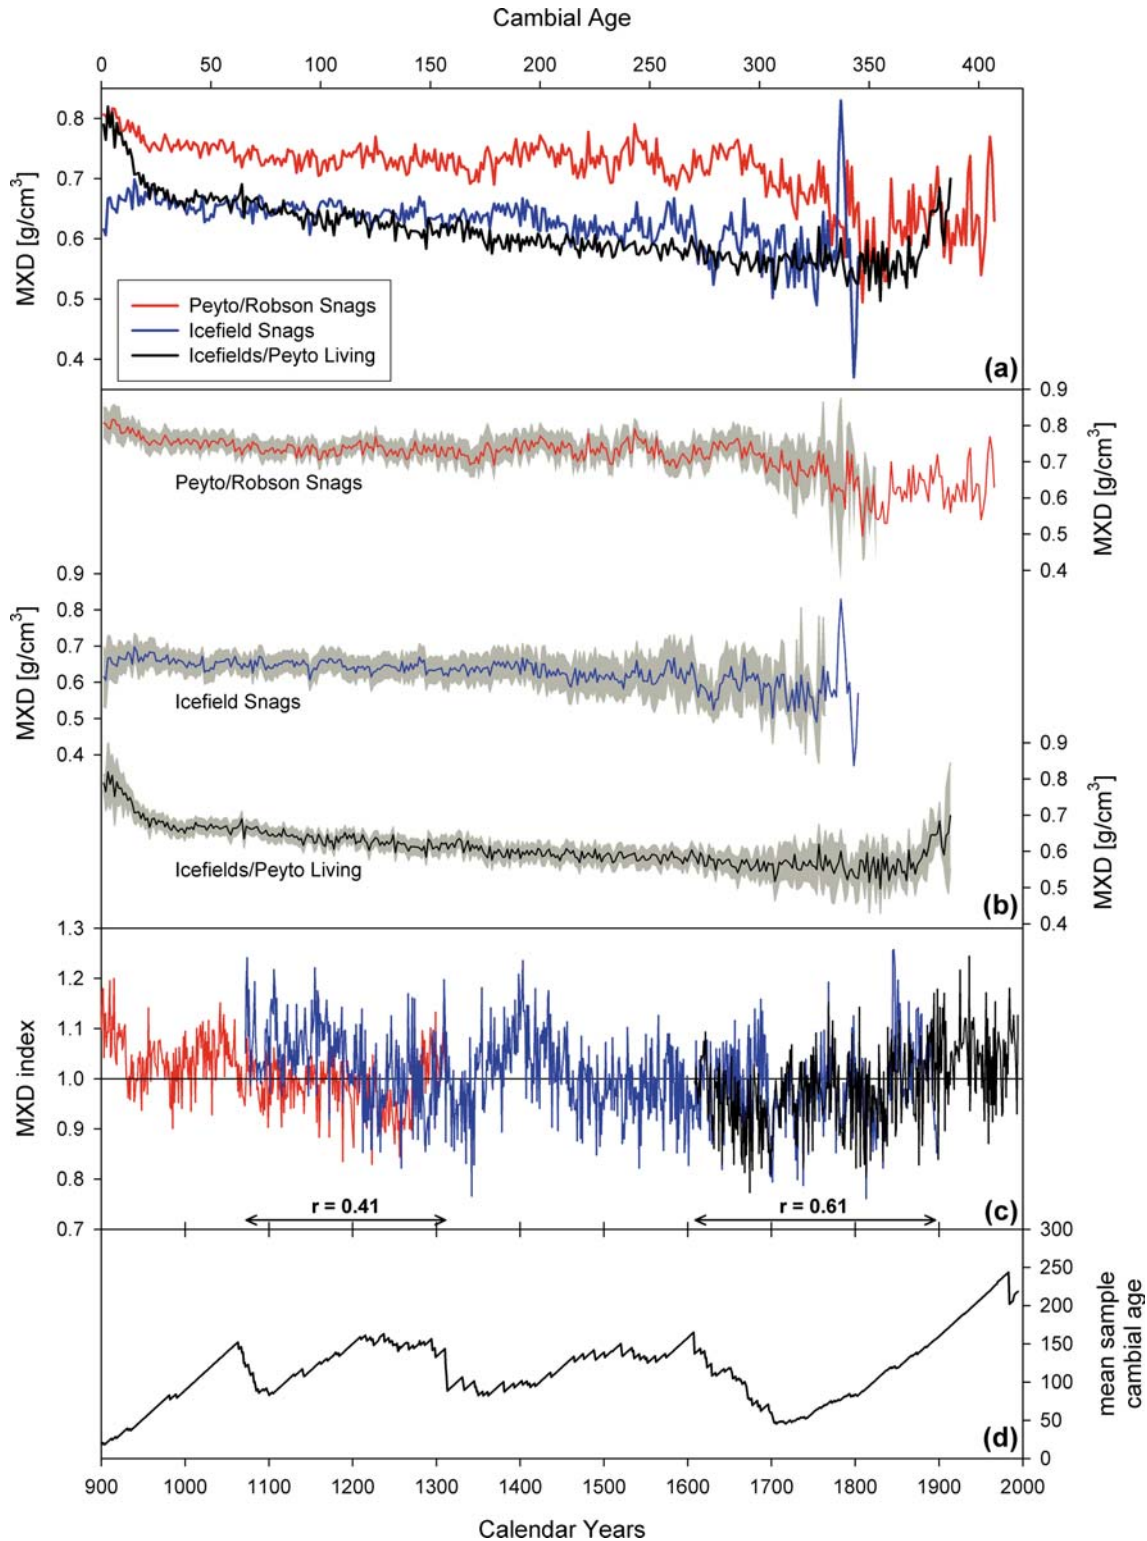 Cambial Age
0 50 100 150 200 250 300 350 400
0.8
0.7
0.6
0.5
0.4
MXD [g/cm³]
Peyto/Robson Snags
Icefield Snags
Icefields/Peyto Living
(a)
0.9
0.8
0.7
0.6
0.5
0.4
MXD [g/cm³]
Peyto/Robson Snags
0.9
0.8
0.7
0.6
0.5
0.4
MXD [g/cm³]
Icefield Snags
0.9
0.8
0.7
0.6
0.5
0.4
MXD [g/cm³]
Icefields/Peyto Living
(b)
1.3
1.2
1.1
1.0
0.9
0.8
0.7
MXD index
r = 0.41
r = 0.61
(c)
300
250
200
150
100
50
0
mean sample
cambial age
(d)
900 1000 1100 1200 1300 1400 1500 1600 1700 1800 1900 2000
Calendar Years